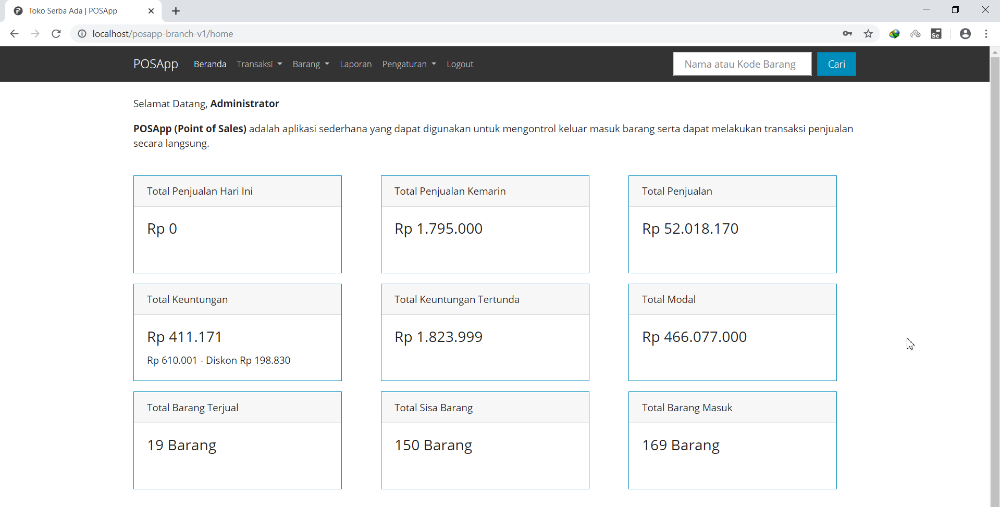 Toko Serba Ada | POSApp
localhost/posapp-branch-v1/home
Se
POSApp Beranda Transaksi Barang Laporan Pengaturan Logout Nama atau Kode Barang Cari
Selamat Datang, Administrator
POSApp (Point of Sales) adalah aplikasi sederhana yang dapat digunakan untuk mengontrol keluar masuk barang serta dapat melakukan transaksi penjualan
secara langsung.
Total Penjualan Hari Ini
Rp 0
Total Penjualan Kemarin
Rp 1.795.000
Total Penjualan
Rp 52.018.170
Total Keuntungan
Rp 411.171
Rp 610.001 - Diskon Rp 198.830
Total Keuntungan Tertunda
Rp 1.823.999
Total Modal
Rp 466.077.000
Total Barang Terjual
19 Barang
Total Sisa Barang
150 Barang
Total Barang Masuk
169 Barang